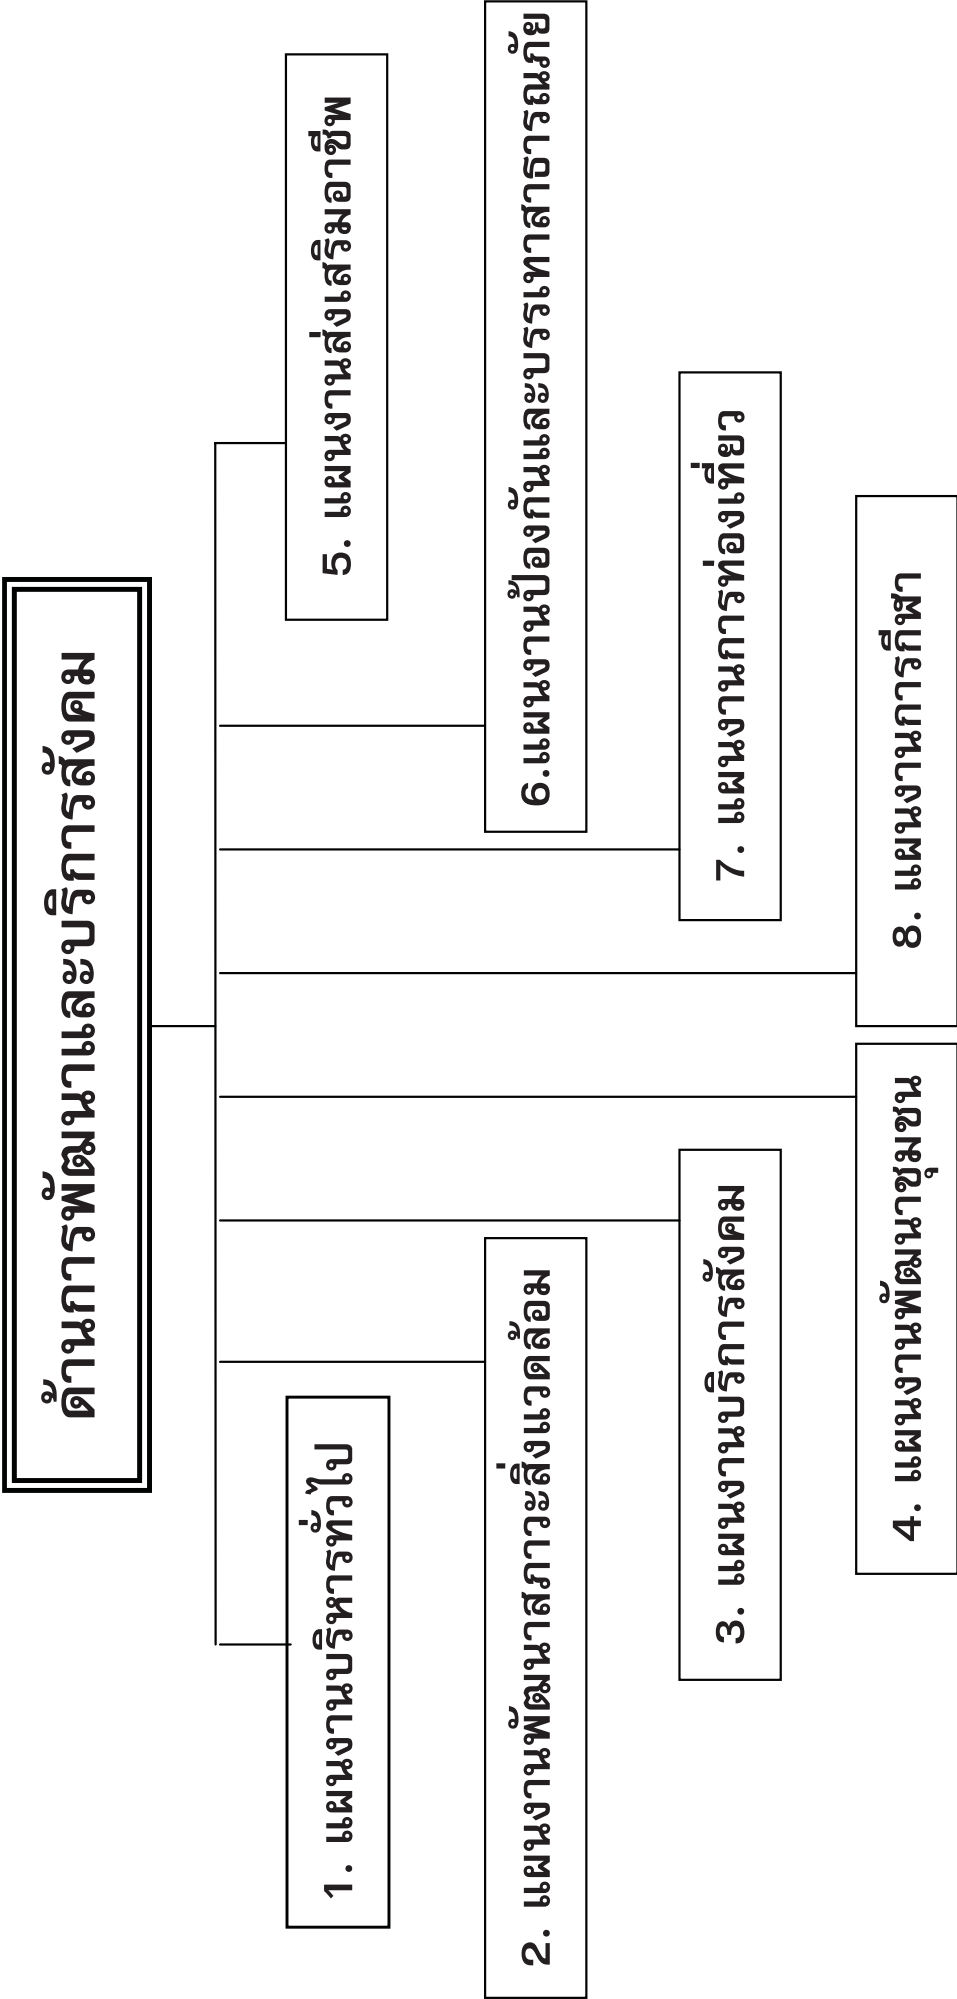 ด้านการพัฒนาและบริการสังคม
1. แผนงานบริหารทั่วไป
2. แผนงานพัฒนาสภาวะสิ่งแวดล้อม
3. แผนงานบริการสังคม
4. แผนงานพัฒนาชุมชน
5. แผนงานส่งเสริมอาชีพ
6.แผนงานป้องกันและบรรเทาสาธารณภัย
7. แผนงานการท่องเที่ยว
8. แผนงานการกีฬา